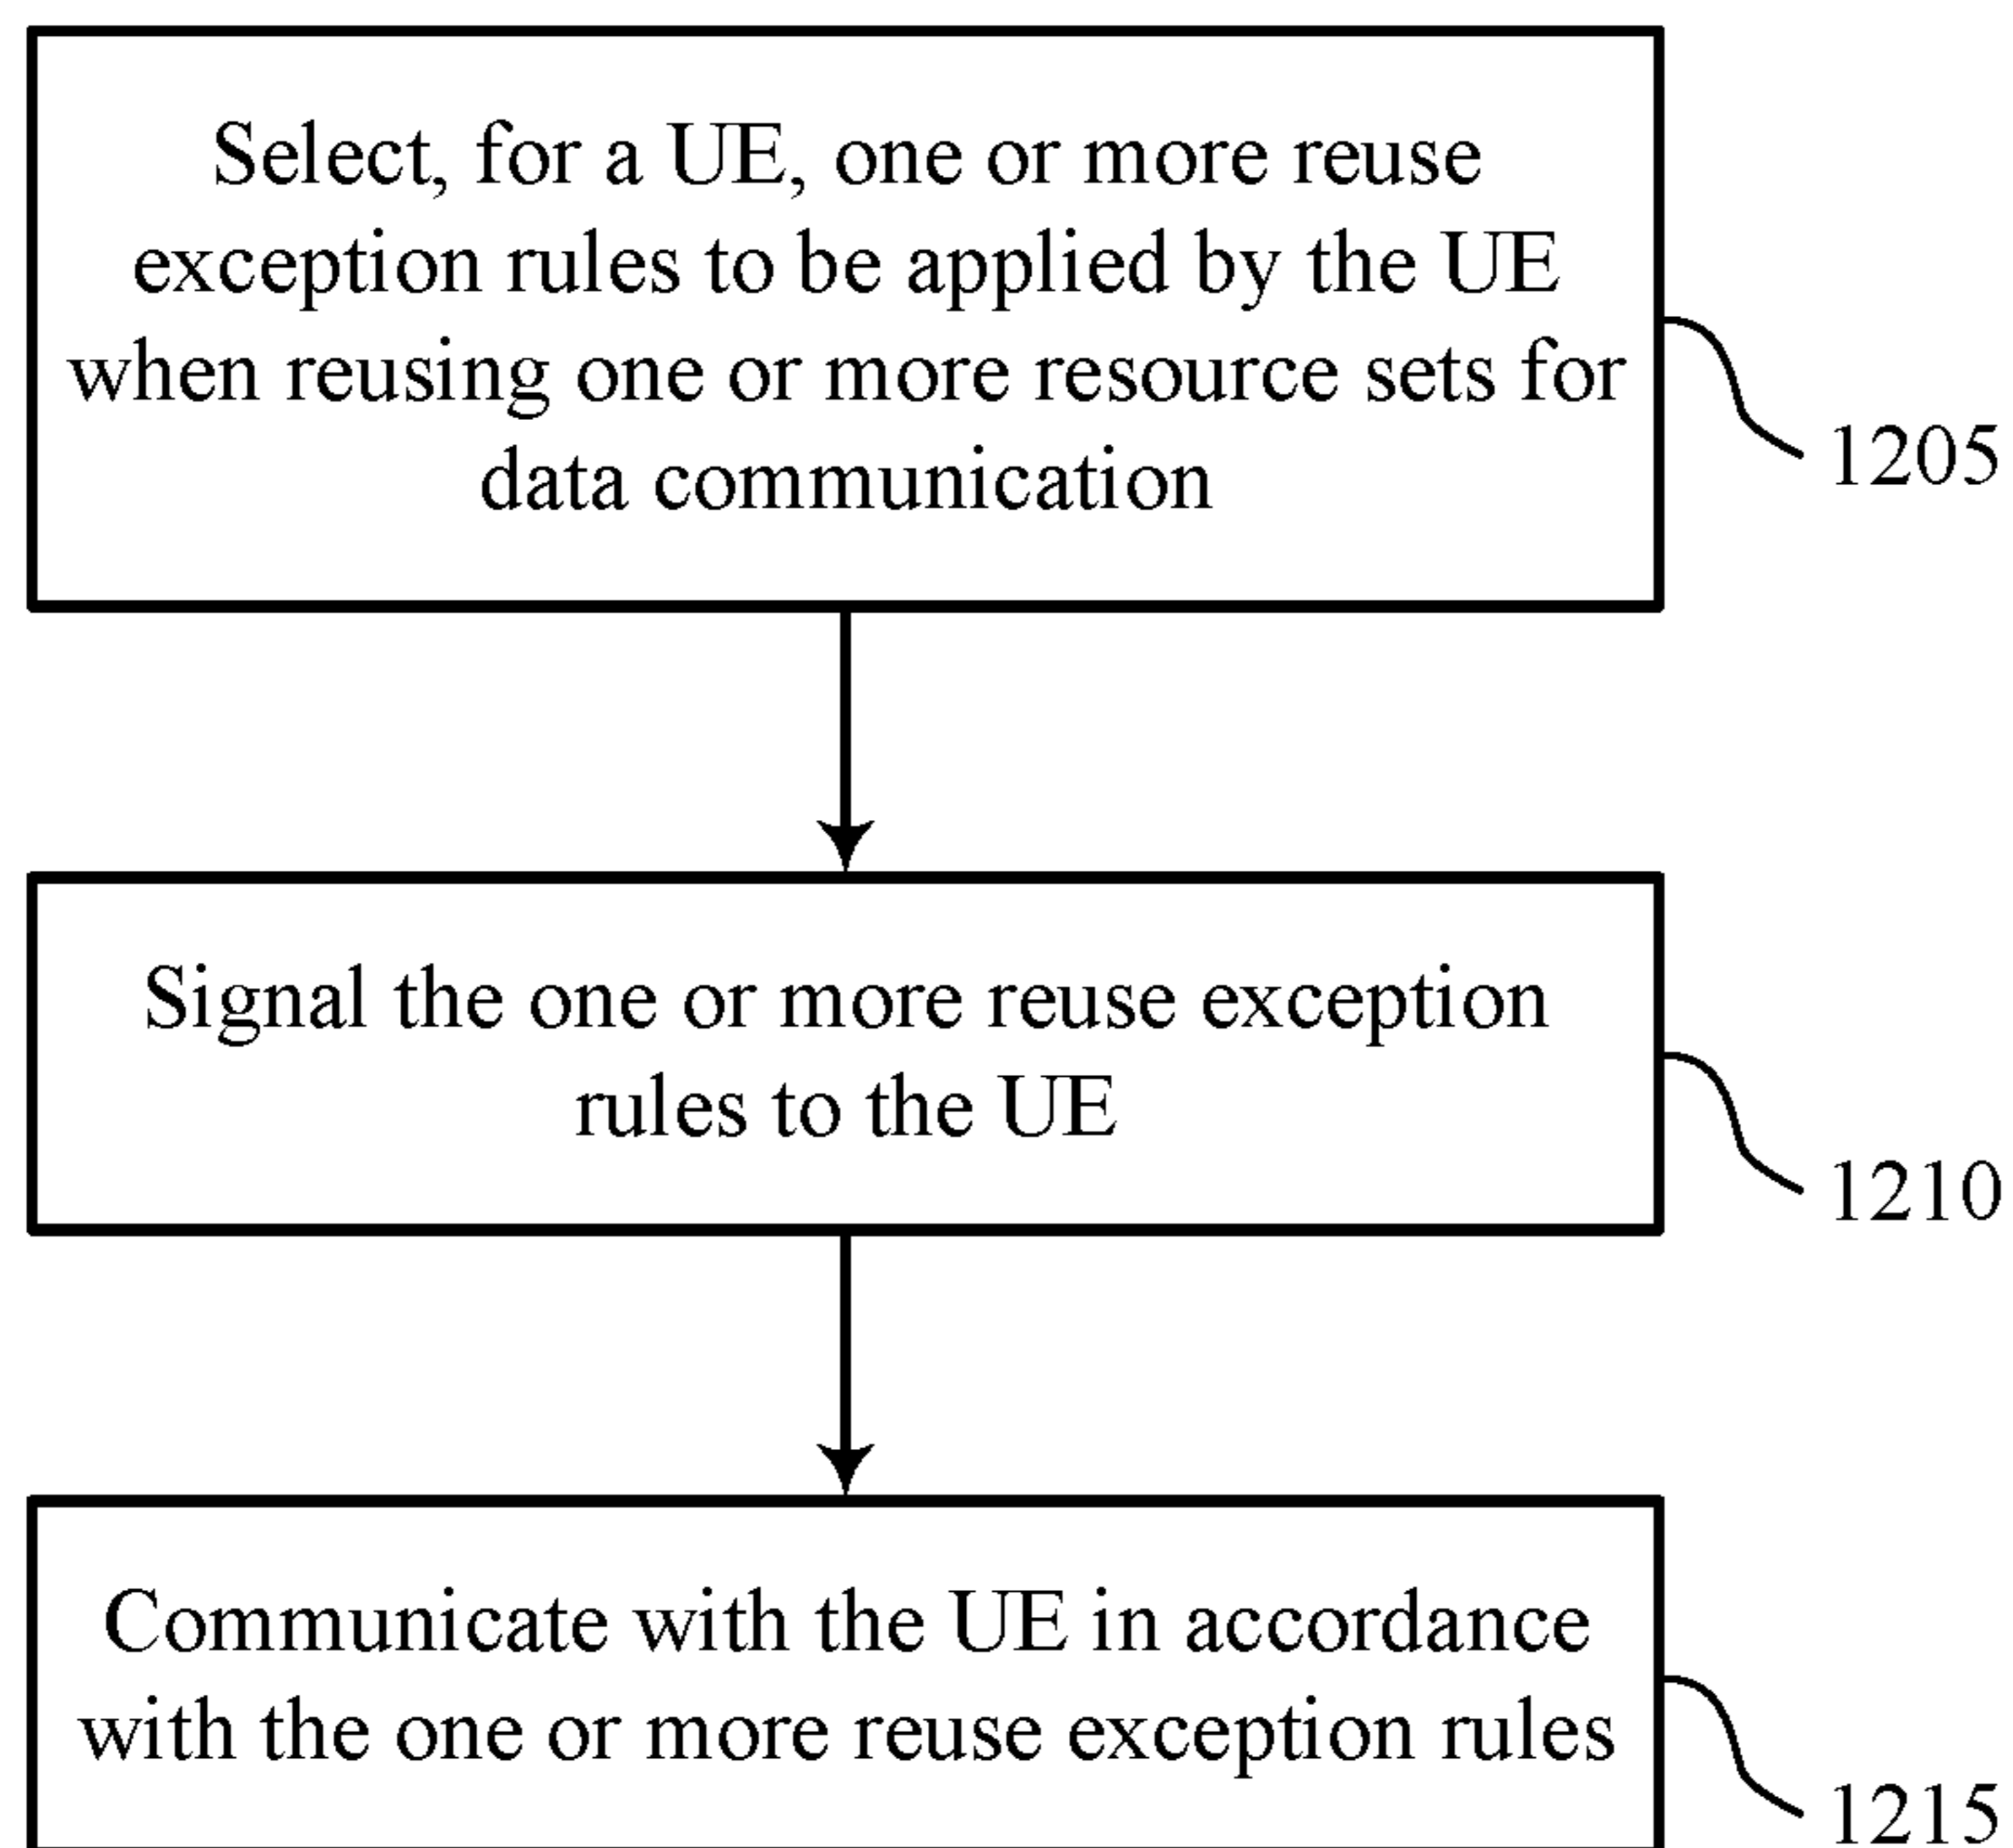 Select, for a UE, one or more reuse
exception rules to be applied by the UE
when reusing one or more resource sets for
data communication
1205
Signal the one or more reuse exception
rules to the UE
1210
Communicate with the UE in accordance
with the one or more reuse exception rules
1215